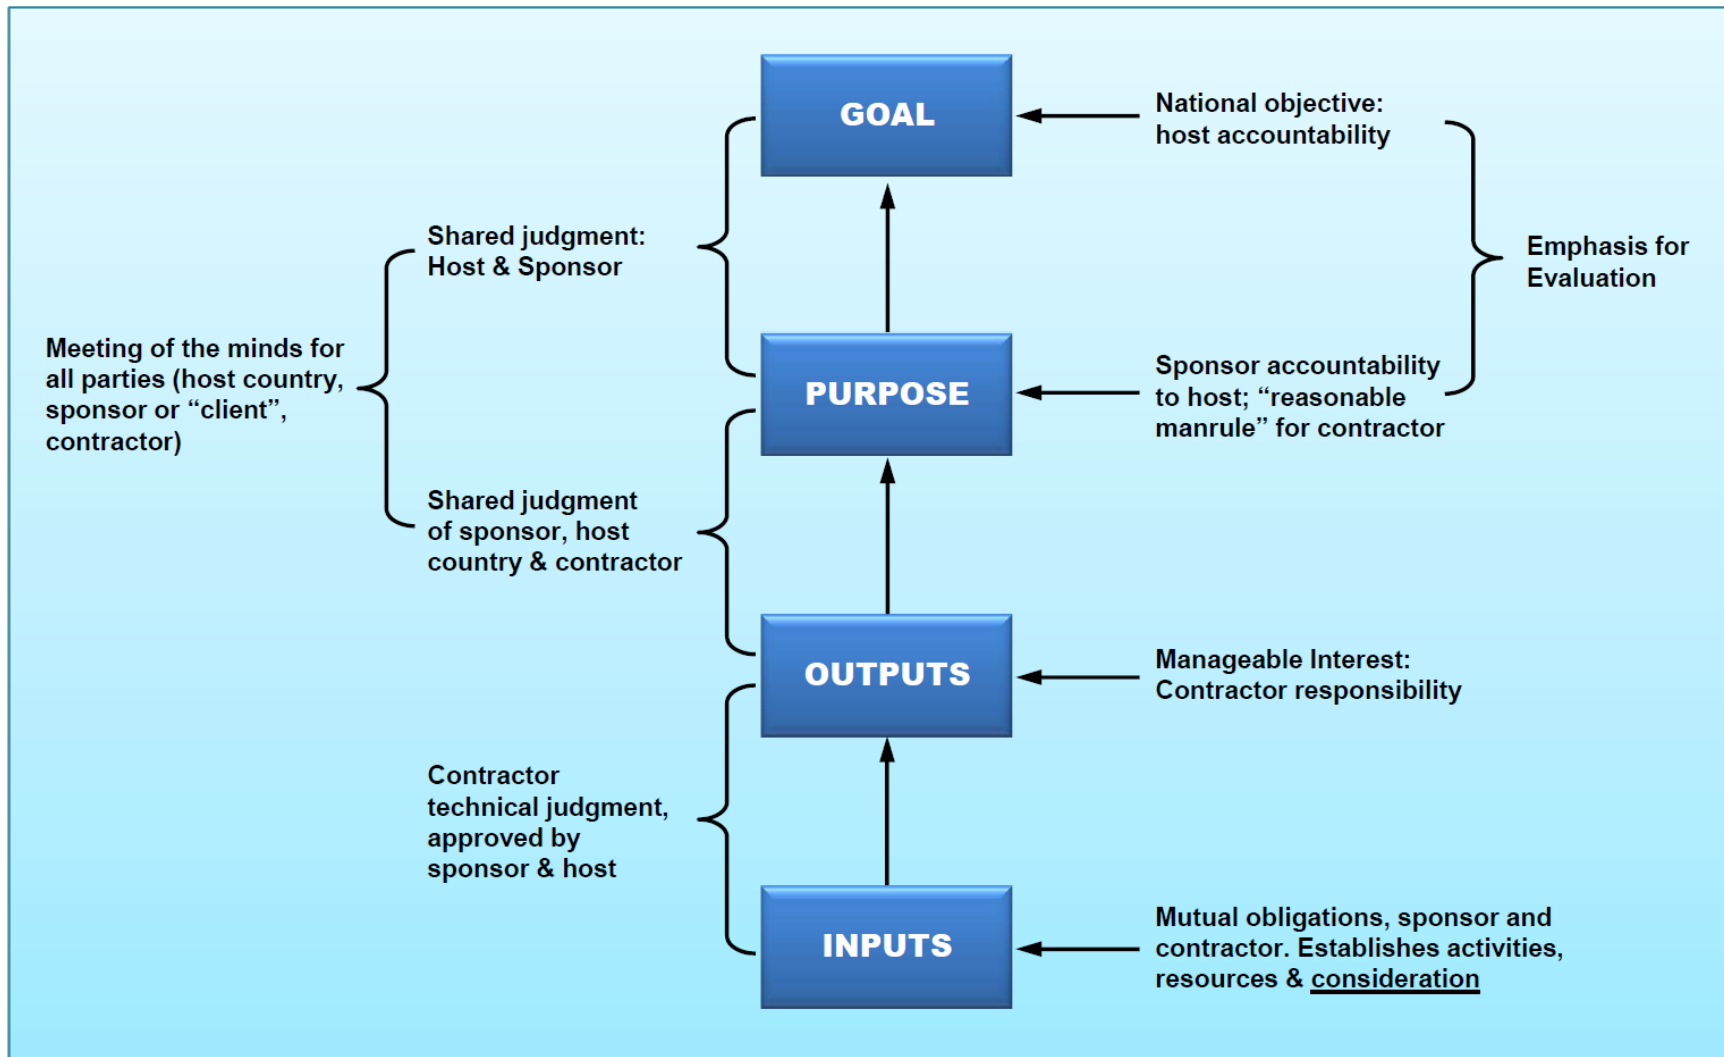 GOAL
National objective:
host accountability
Shared judgment:
Host & Sponsor
Emphasis for
Evaluation
Meeting of the minds for
all parties (host country,
sponsor or “client”,
contractor)
PURPOSE
Sponsor accountability
to host; “reasonable
manrule” for contractor
Shared judgment
of sponsor, host
country & contractor
OUTPUTS
Manageable Interest:
Contractor responsibility
Contractor
technical judgment,
approved by
sponsor & host
INPUTS
Mutual obligations, sponsor and
contractor. Establishes activities,
resources & consideration